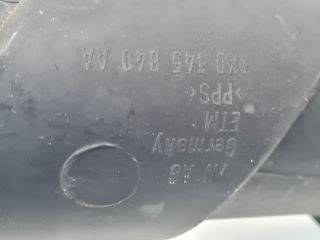 1K0 145 840 AA
>PPS<
ETM
Germany
VW AG